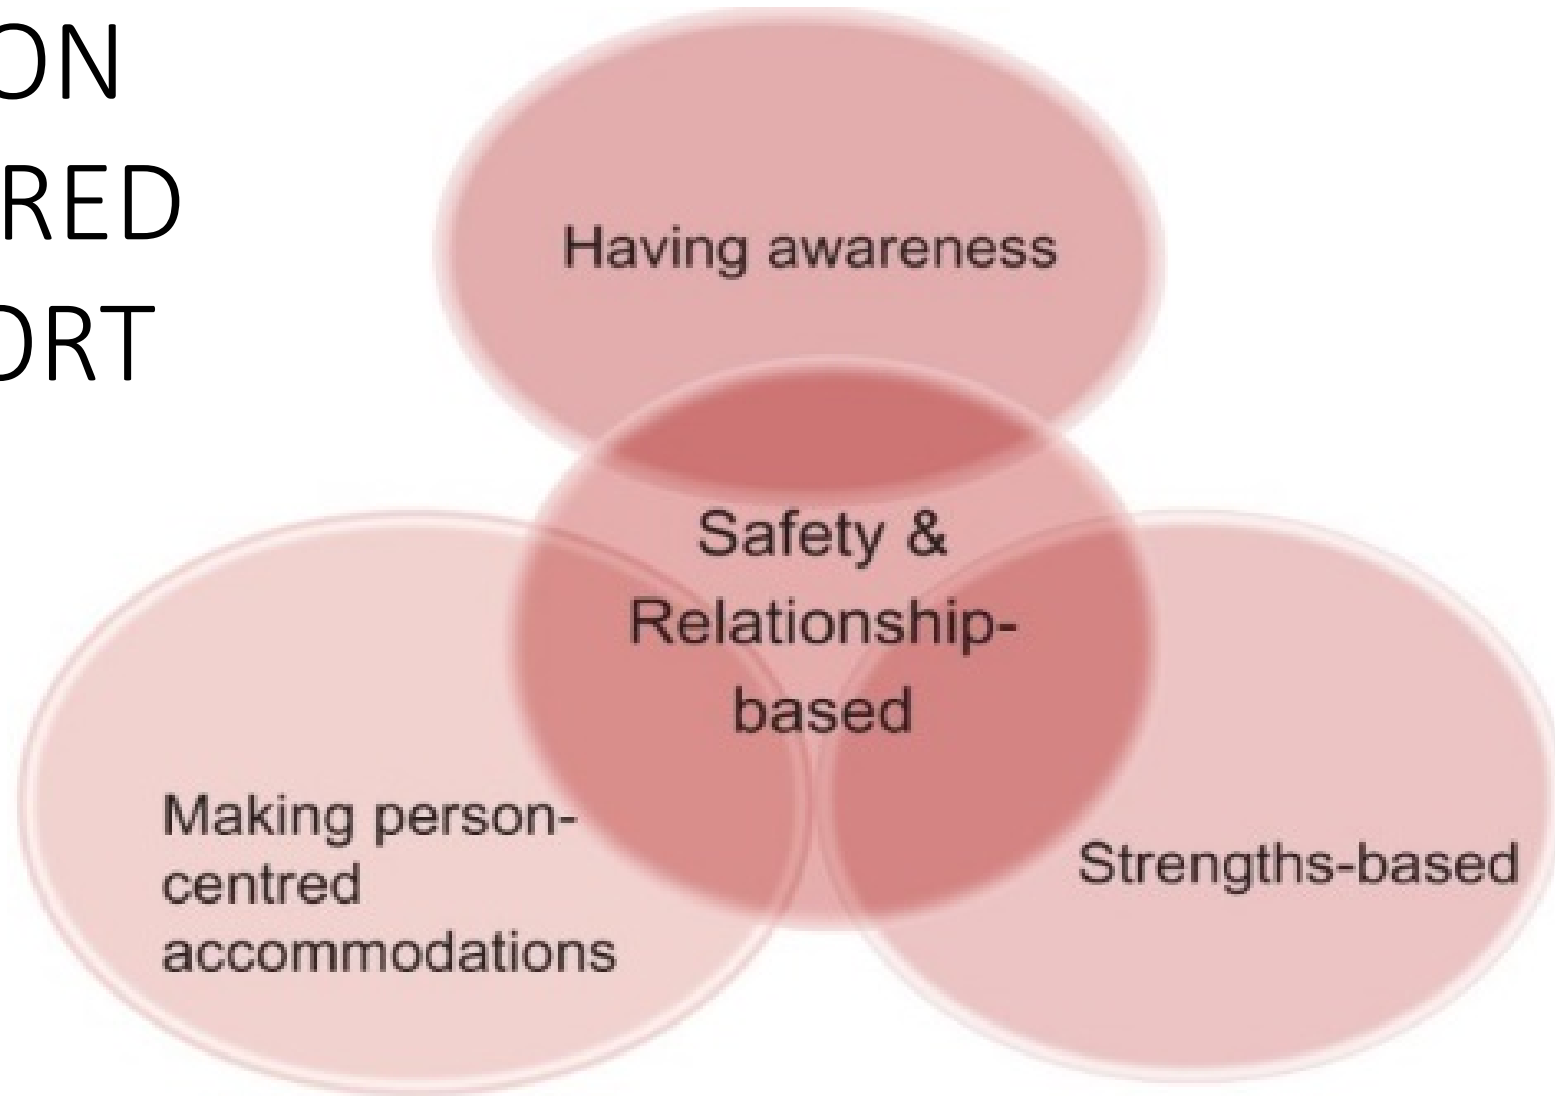 ON
RED
ORT
Having awareness
Safety &
Relationship-
based
Making person-
centred
accommodations
Strengths-based